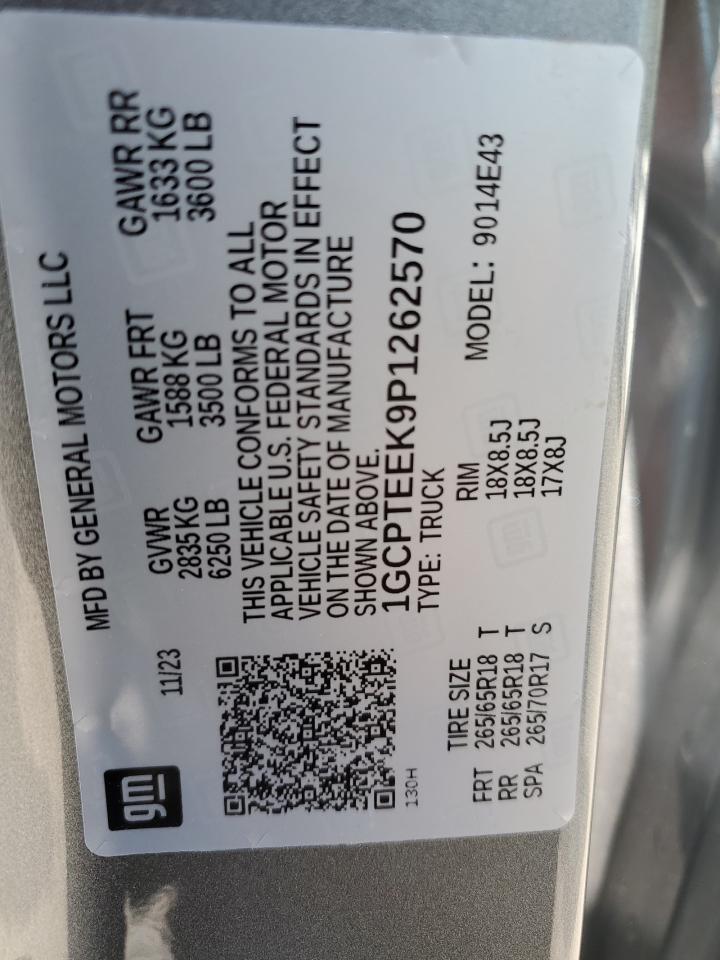 gm
MFD BY GENERAL MOTORS LLC
11/23
GVWR GAWR FRT GAWR RR
2835 KG 1588 KG 1633 KG
6250 LB 3500 LB 3600 LB
THIS VEHICLE CONFORMS TO ALL
APPLICABLE U.S. FEDERAL MOTOR
VEHICLE SAFETY STANDARDS IN EFFECT
ON THE DATE OF MANUFACTURE
SHOWN ABOVE.
1GCPTEEK9P1262570
130H
TYPE: TRUCK
MODEL: 9014E43
TIRE SIZE RIM
FRT 265/65R18 T 18X8.5J
RR 265/65R18 T 18X8.5J
SPA 265/70R17 S 17X8J